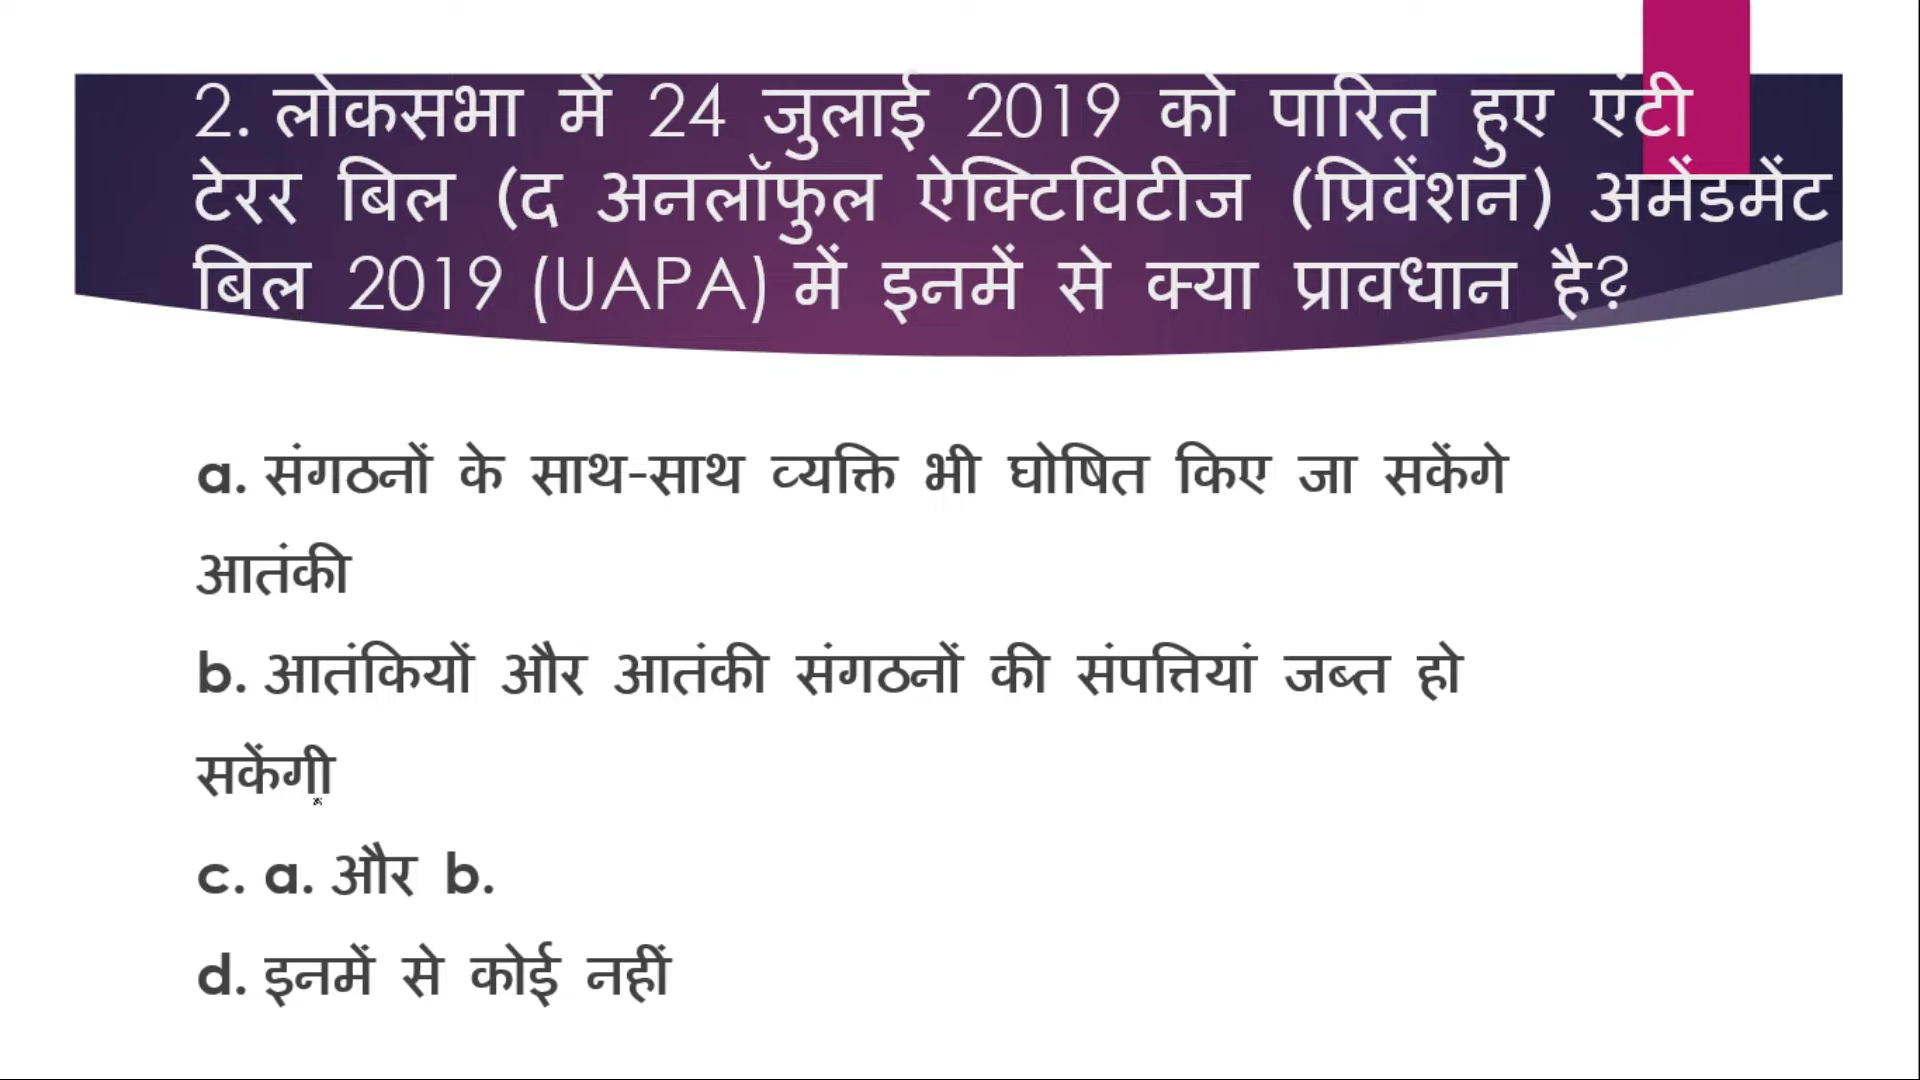 2. लोकसभा में 24 जुलाई 2019 को पारित हुए एंटी
टेरर बिल (द अनलॉफुल ऐक्टिविटीज (प्रिवेंशन) अमेंडमेंट
बिल 2019 (UAPA) में इनमें से क्या प्रावधान है?
a. संगठनों के साथ-साथ व्यक्ति भी घोषित किए जा सकेंगे
आतंकी
b. आतंकियों और आतंकी संगठनों की संपत्तियां जब्त हो
सकेंगी
c. a. और b.
d. इनमें से कोई नहीं